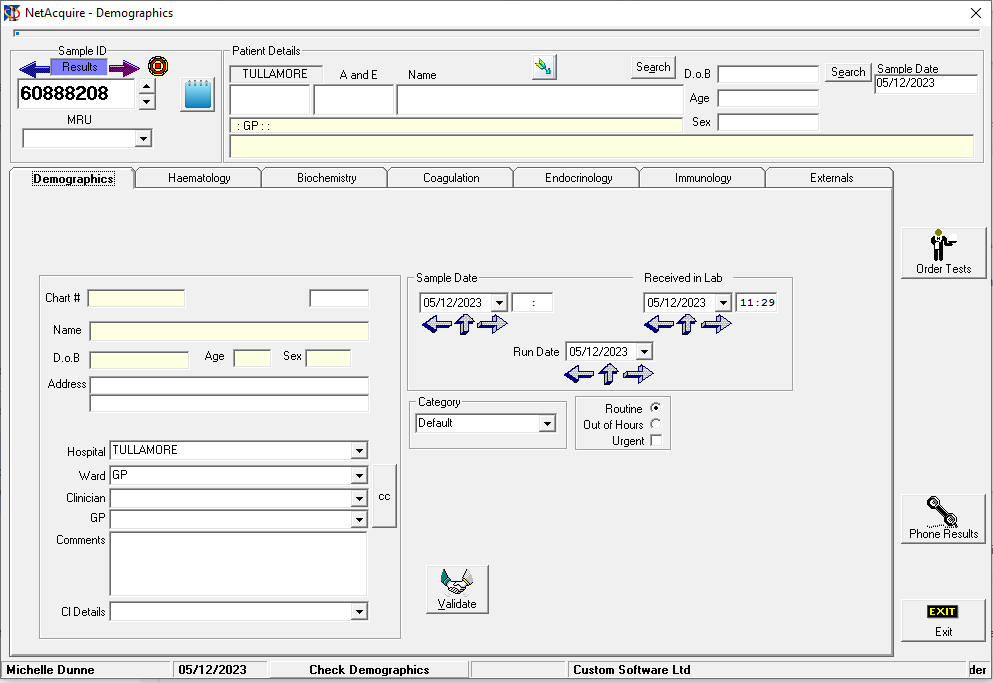 NetAcquire - Demographics
Sample ID
Results
60888208
MRU
Patient Details
TULLAMORE A and E Name Search
: GP : :
D.o.B Search
Age
Sex
Sample Date
05/12/2023
Demographics Haematology Biochemistry Coagulation Endocrinology Immunology Externals
Chart #
Name
D.o.B Age Sex
Address
Hospital TULLAMORE
Ward GP
Clinician
GP
cc
Comments
CI Details
Sample Date
05/12/2023 :
Received in Lab
05/12/2023 11:29
Run Date 05/12/2023
Category
Default
Routine
Out of Hours
Urgent
Validate
Order Tests
Phone Results
EXIT
Exit
Michelle Dunne 05/12/2023 Check Demographics Custom Software Ltd der